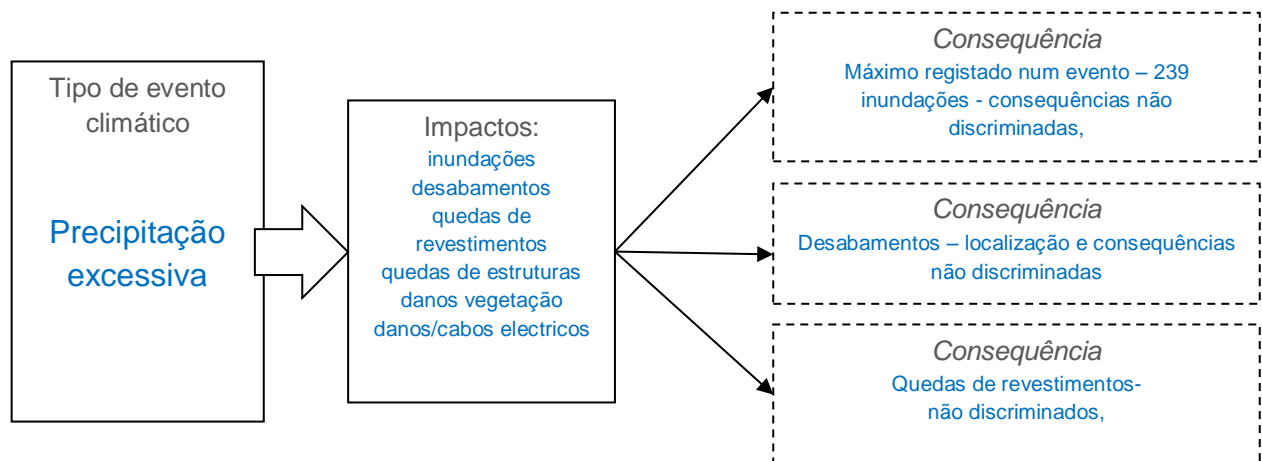 Tipo de evento
climático
Precipitação
excessiva
Impactos:
inundações
desabamentos
quedas de
revestimentos
quedas de estruturas
danos vegetação
danos/cabos electricos
Consequência
Máximo registado num evento – 239
inundações - consequências não
discriminadas,
Consequência
Desabamentos – localização e consequências
não discriminadas
Consequência
Quedas de revestimentos-
não discriminados,